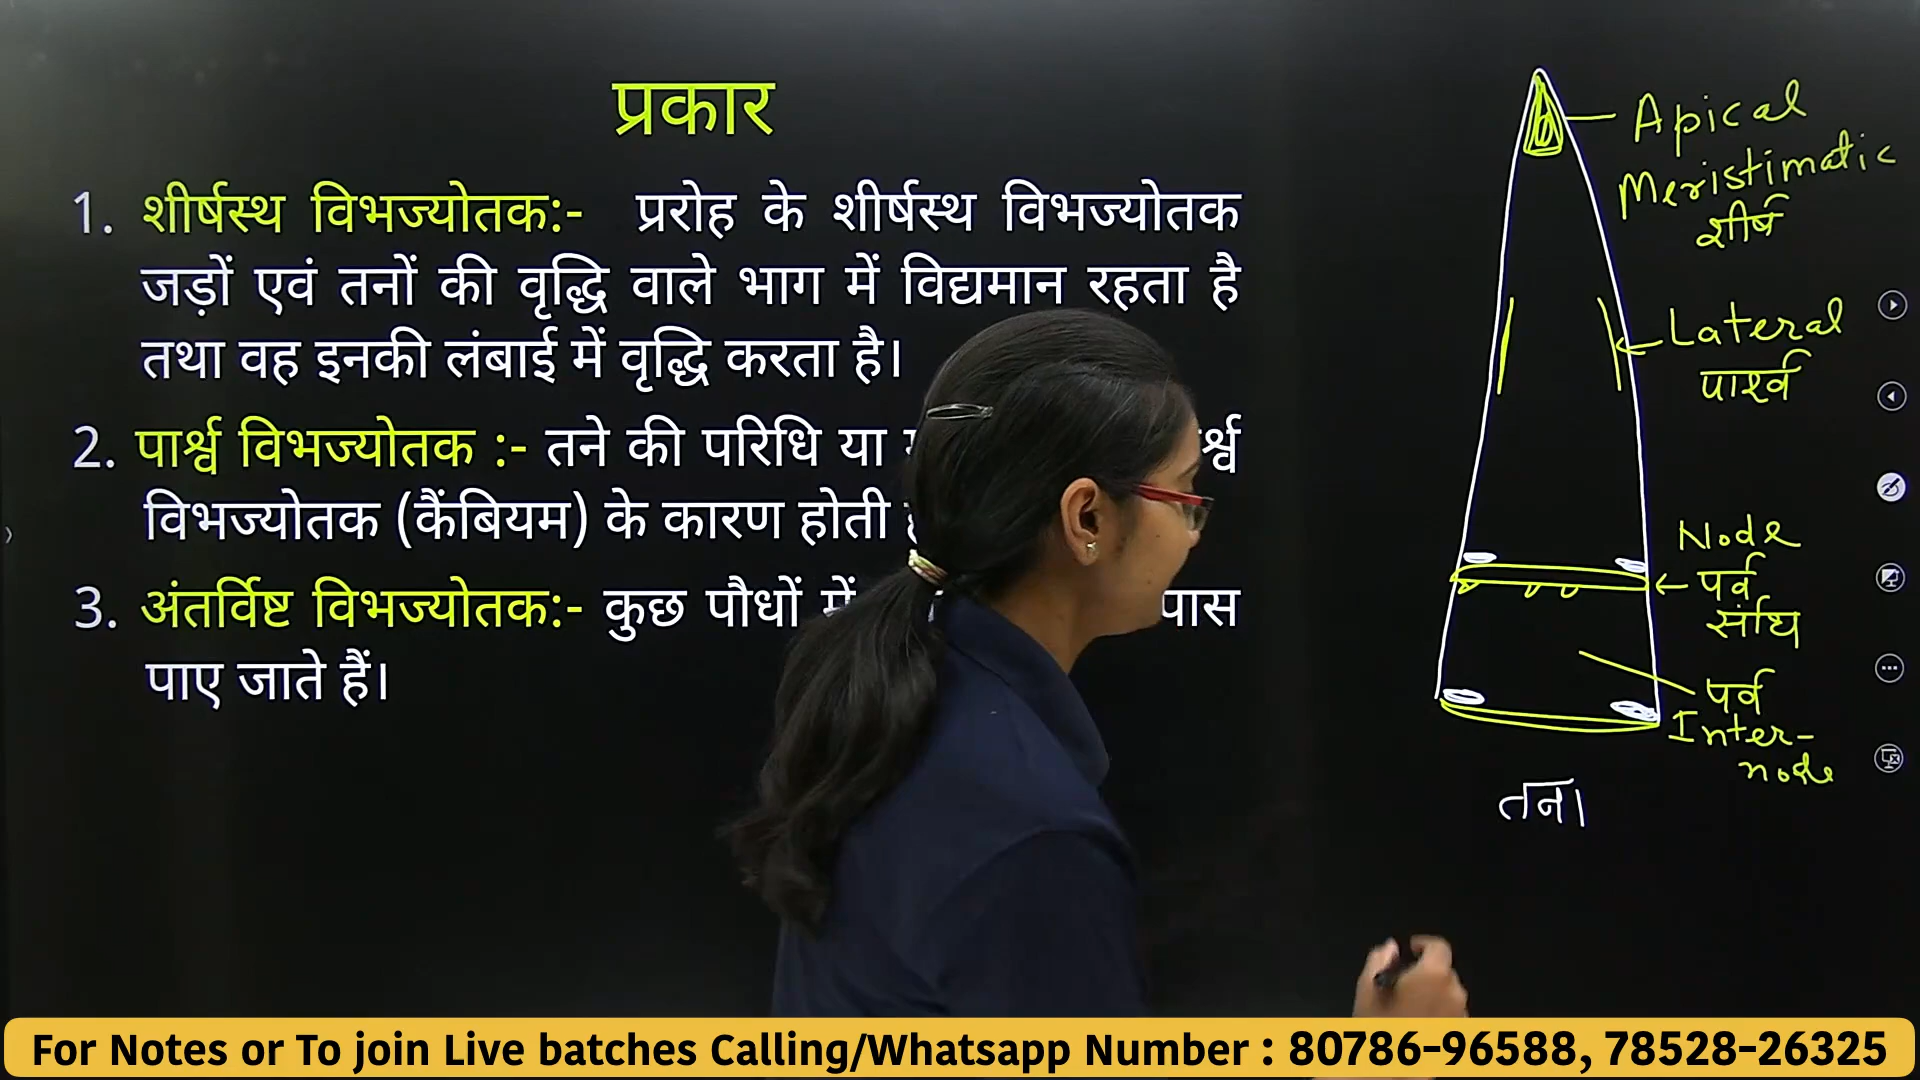 प्रकार
1. शीर्षस्थ विभज्योतक:- प्ररोह के शीर्षस्थ विभज्योतक
जड़ों एवं तनों की वृद्धि वाले भाग में विद्यमान रहता है
तथा वह इनकी लंबाई में वृद्धि करता है।
2. पार्श्व विभज्योतक :- तने की परिधि या
विभज्योतक (कैंबियम) के कारण होती
3. अंतर्विष्ट विभज्योतक:- कुछ पौधों में पास
पाए जाते हैं।
Apical
Meristimatic
शीर्ष
Lateral
पार्श्व
Node
पर्व
संधि
पर्व
Inter-
node
तना
For Notes or To join Live batches Calling/Whatsapp Number : 80786-96588, 78528-26325